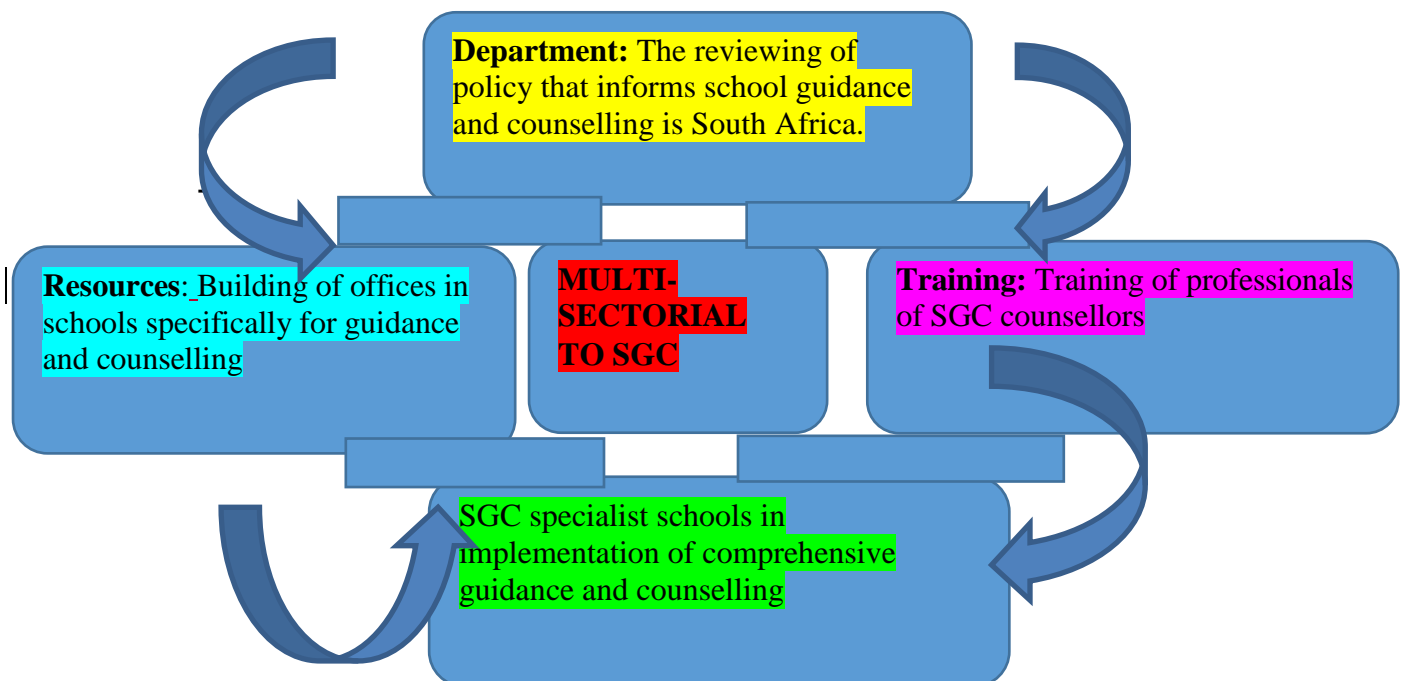 Department: The reviewing of
policy that informs school guidance
and counselling is South Africa.
Resources: Building of offices in
schools specifically for guidance
and counselling
MULTI-
SECTORIAL
TO SGC
Training: Training of professionals
of SGC counsellors
SGC specialist schools in
implementation of comprehensive
guidance and counselling